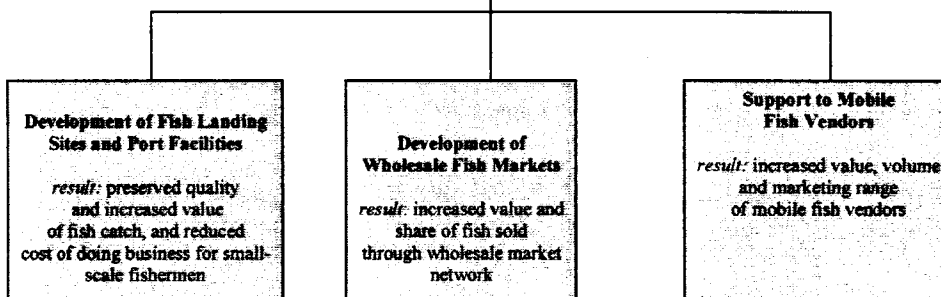 Development of Fish Landing
Sites and Port Facilities
result: preserved quality
and increased value
of fish catch, and reduced
cost of doing business for small-
scale fishermen
Development of
Wholesale Fish Markets
result: increased value and
share of fish sold
through wholesale market
network
Support to Mobile
Fish Vendors
result: increased value, volume
and marketing range
of mobile fish vendors